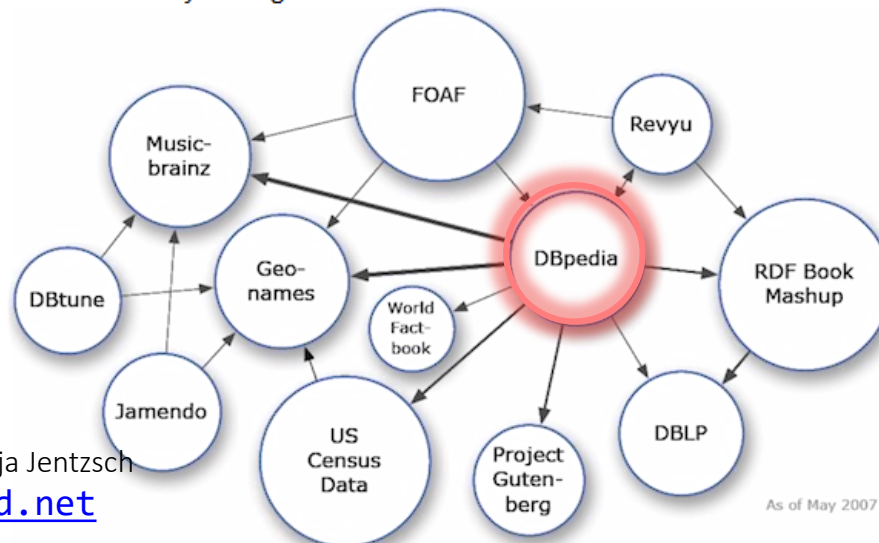 FOAF
Revyu
Music-
brainz
DBpedia
RDF Book
Mashup
Geo-
names
DBtune
World
Fact-
book
Jamendo
US
Census
Data
Project
Guten-
berg
DBLP
ja Jentzsch
d.net
As of May 2007